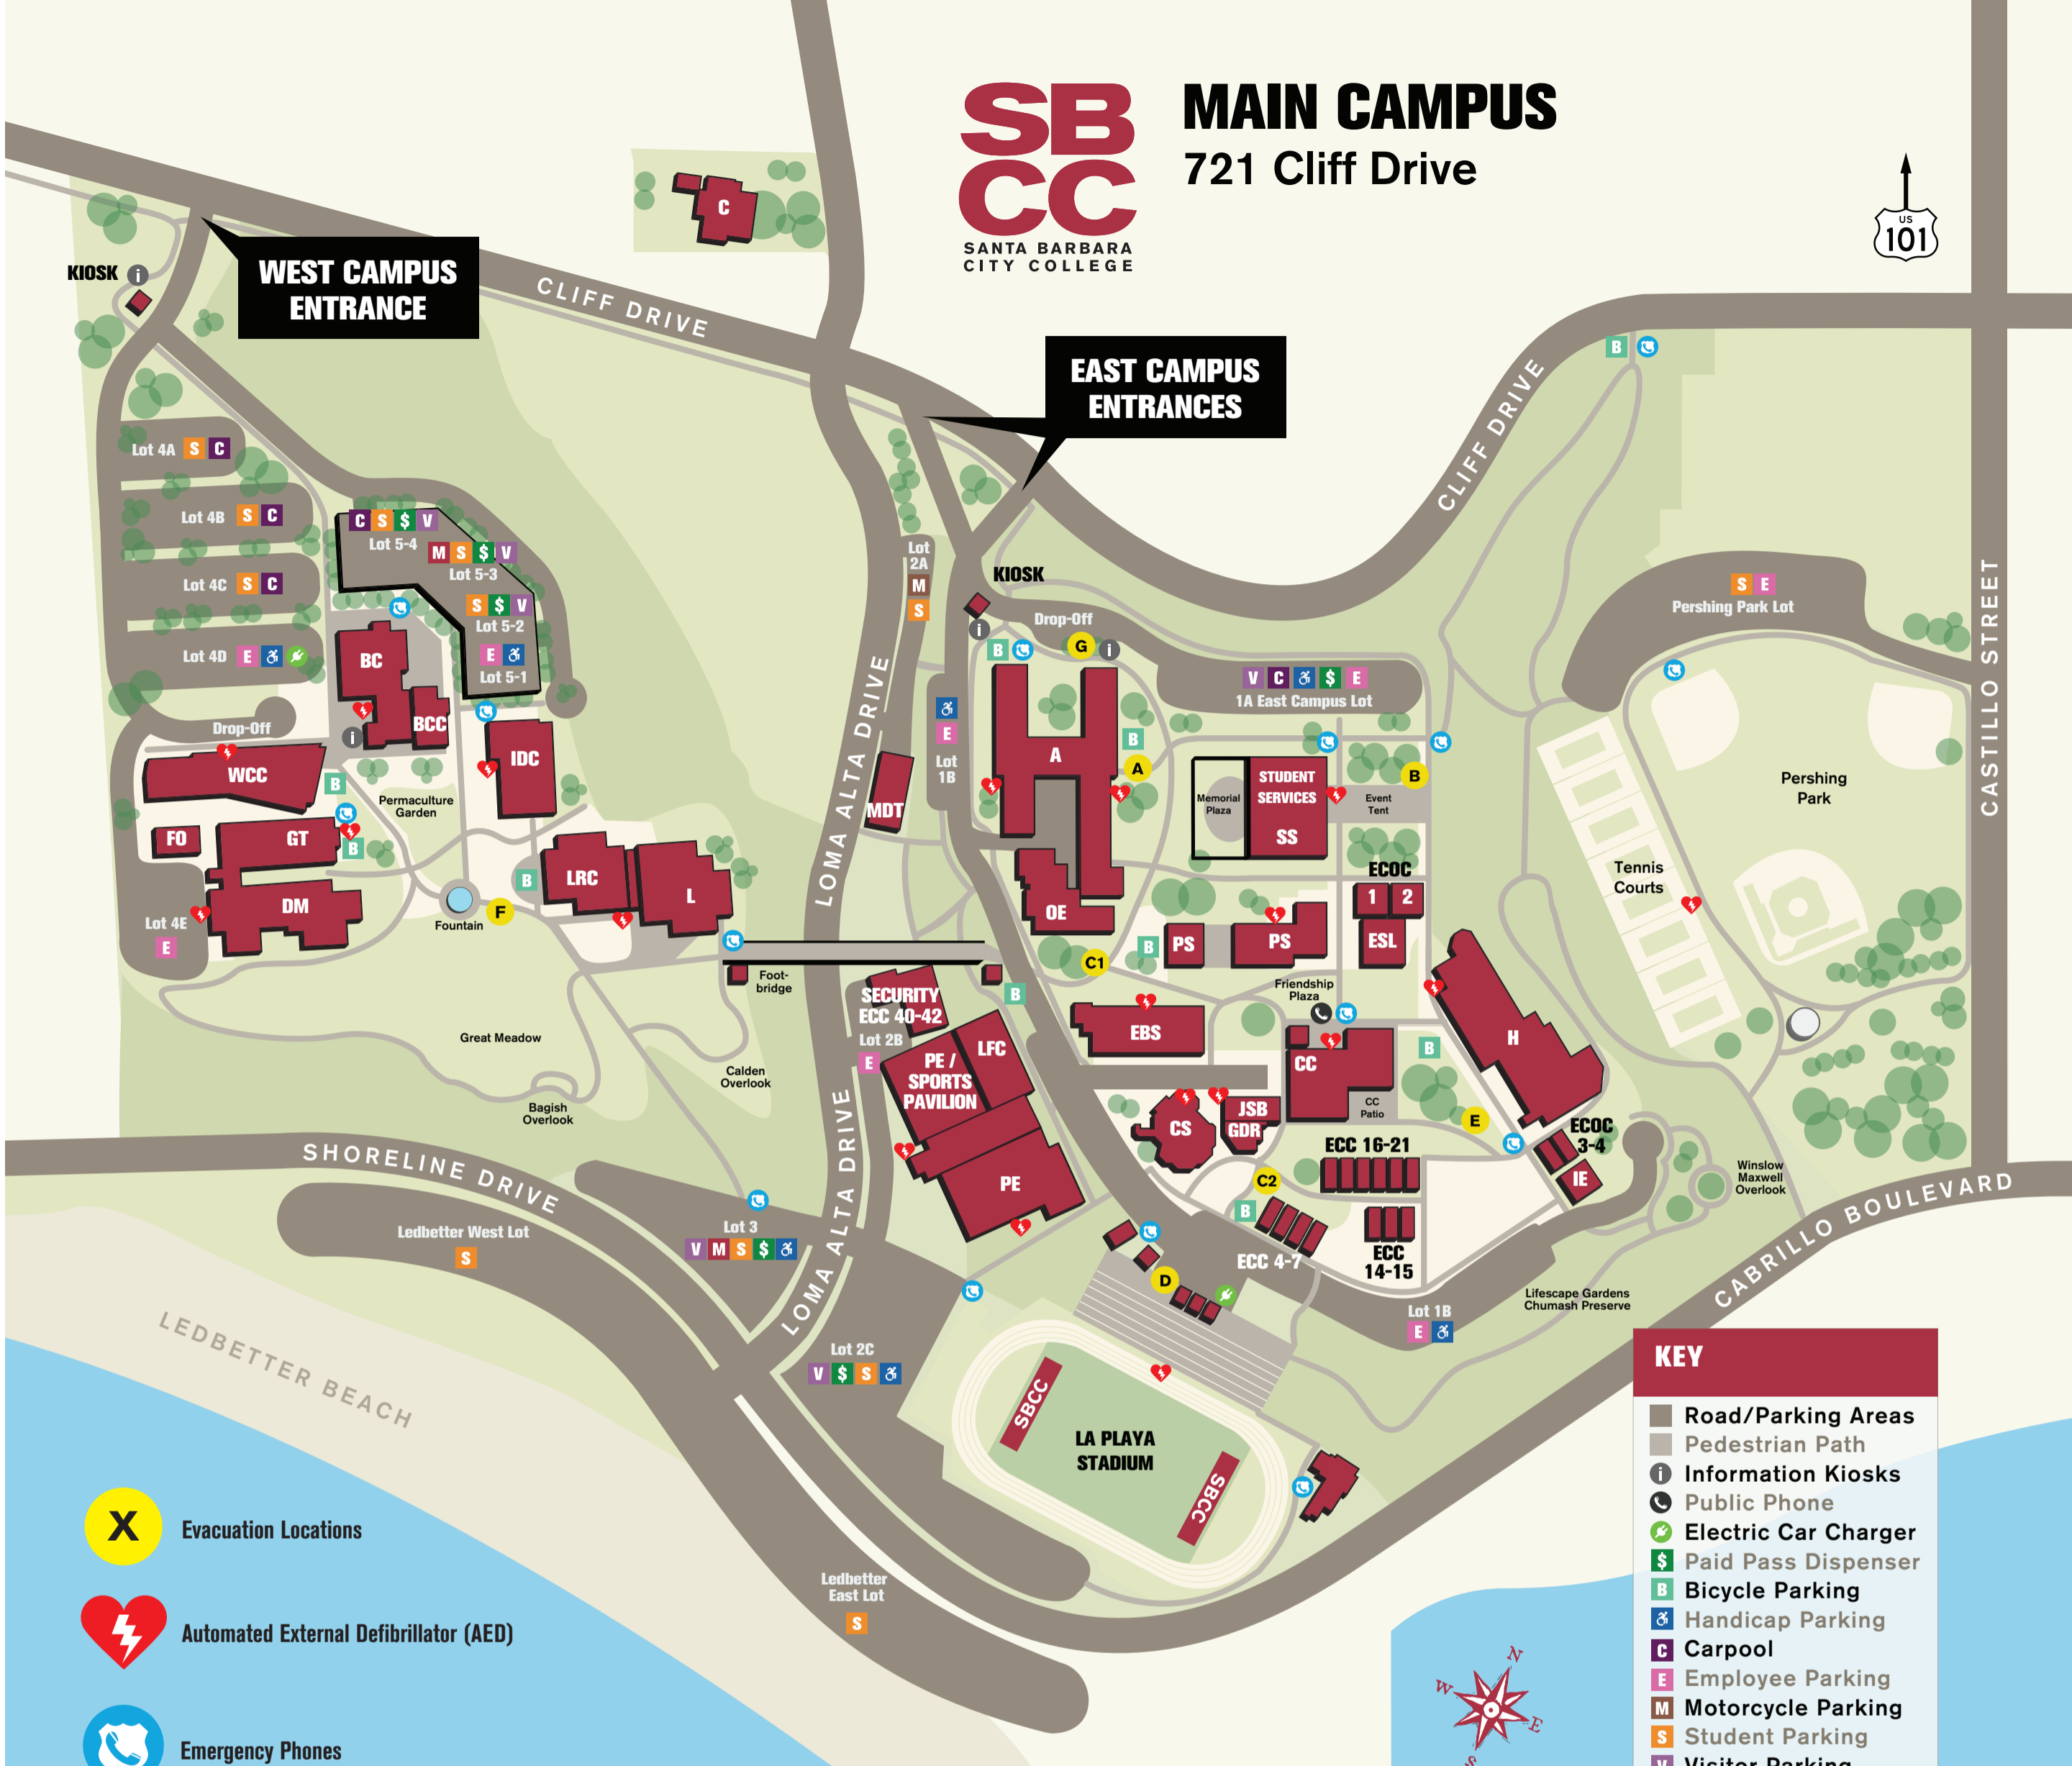 SB
CC
SANTA BARBARA
CITY COLLEGE
MAIN CAMPUS
721 Cliff Drive
US
101
C
KIOSK i
WEST CAMPUS
ENTRANCE
CLIFF DRIVE
EAST CAMPUS
ENTRANCES
CLIFF DRIVE
B
CASTILLO STREET
Lot 4A S C
Lot 4B S C
Lot 4C S C
Lot 4D E
C S $ V
Lot 5-4
M S $ V
Lot 5-3
S $ V
Lot 5-2
E
Lot 5-1
Lot
2A
M
S
KIOSK
i
Drop-Off
B
G
i
S E
Pershing Park Lot
V C $ E
1A East Campus Lot
BC
BCC
i
Drop-Off
WCC
B
IDC
Permaculture
Garden
FO
GT
B
DM
Lot 4E
E
LRC
L
B
F
Fountain
LOMA ALTA DRIVE
MDT
E
Lot
1B
A
B
A
OE
Memorial
Plaza
STUDENT
SERVICES
SS
Event
Tent
B
ECOC
1 2
ESL
PS
PS
B
C1
Pershing
Park
Tennis
Courts
Foot-
bridge
SECURITY
ECC 40-42
B
Lot 2B
E
PE /
SPORTS
PAVILION
LFC
PE
EBS
Friendship
Plaza
CC
CC
Patio
B
H
E
Great Meadow
Calden
Overlook
Bagish
Overlook
CS
JSB
GDR
ECC 16-21
C2
B
ECC 4-7
ECC
14-15
ECOC
3-4
IE
Winslow
Maxwell
Overlook
SHORELINE DRIVE
Ledbetter West Lot
S
Lot 3
V M S $
LOMA ALTA DRIVE
LOMA ALTA DRIVE
D
Lot 1B
E
Lifescape Gardens
Chumash Preserve
CABRILLO BOULEVARD
LEDBETTER BEACH
Lot 2C
V $ S
SBCC
LA PLAYA
STADIUM
SBCC
Ledbetter
East Lot
S
X Evacuation Locations
Automated External Defibrillator (AED)
Emergency Phones
N
W
E
S
KEY
Road/Parking Areas
Pedestrian Path
i Information Kiosks
Public Phone
Electric Car Charger
$ Paid Pass Dispenser
B Bicycle Parking
Handicap Parking
C Carpool
E Employee Parking
M Motorcycle Parking
S Student Parking
V Visitor Parking